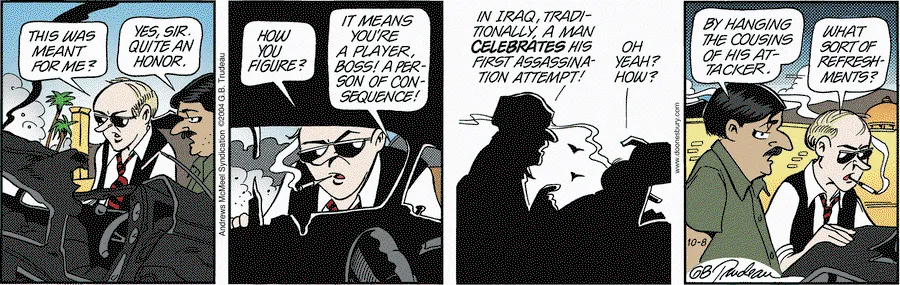 THIS WAS
MEANT
FOR ME?
YES, SIR.
QUITE AN
HONOR.
Andrews McMeel Syndication ©2004 G.B. Trudeau
HOW
YOU
FIGURE?
IT MEANS
YOU'RE
A PLAYER,
BOSS! A PER-
SON OF CON-
SEQUENCE!
IN IRAQ, TRADI-
TIONALLY, A MAN
CELEBRATES HIS
FIRST ASSASSINA-
TION ATTEMPT!
OH
YEAH?
HOW?
www.doonesbury.com
BY HANGING
THE COUSINS
OF HIS AT-
TACKER.
WHAT
SORT OF
REFRESH-
MENTS?
10-8
GB Trudeau